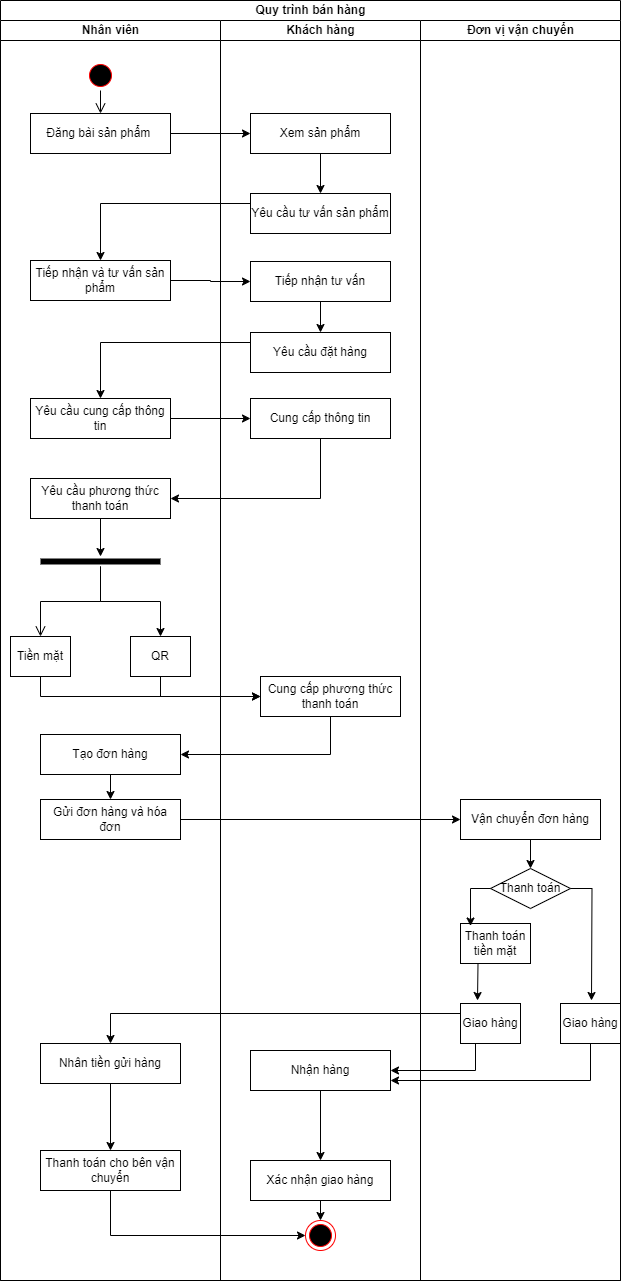 Quy trình bán hàng
Nhân viên
Khách hàng
Đơn vị vận chuyển
Đăng bài sản phẩm
Xem sản phẩm
Yêu cầu tư vấn sản phẩm
Tiếp nhận và tư vấn sản
phẩm
Tiếp nhận tư vấn
Yêu cầu đặt hàng
Yêu cầu cung cấp thông
tin
Cung cấp thông tin
Yêu cầu phương thức
thanh toán
Tiền mặt
QR
Cung cấp phương thức
thanh toán
Tạo đơn hàng
Gửi đơn hàng và hóa
đơn
Vận chuyển đơn hàng
Thanh toán
Thanh toán
tiền mặt
Giao hàng
Giao hàng
Nhân tiền gửi hàng
Nhận hàng
Thanh toán cho bên vận
chuyển
Xác nhận giao hàng